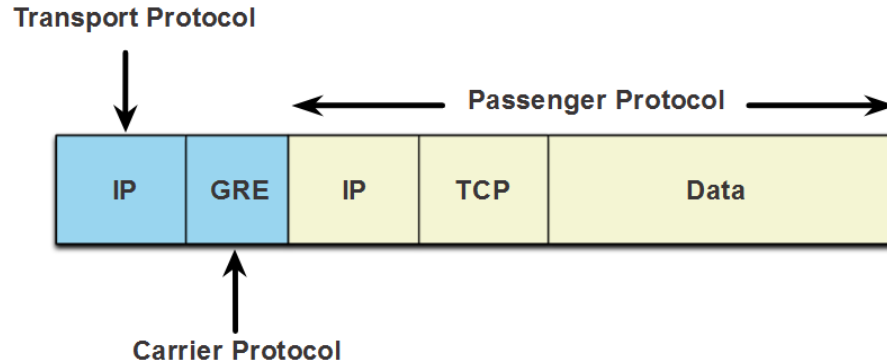 Transport Protocol
Passenger Protocol
IP GRE IP TCP Data
Carrier Protocol